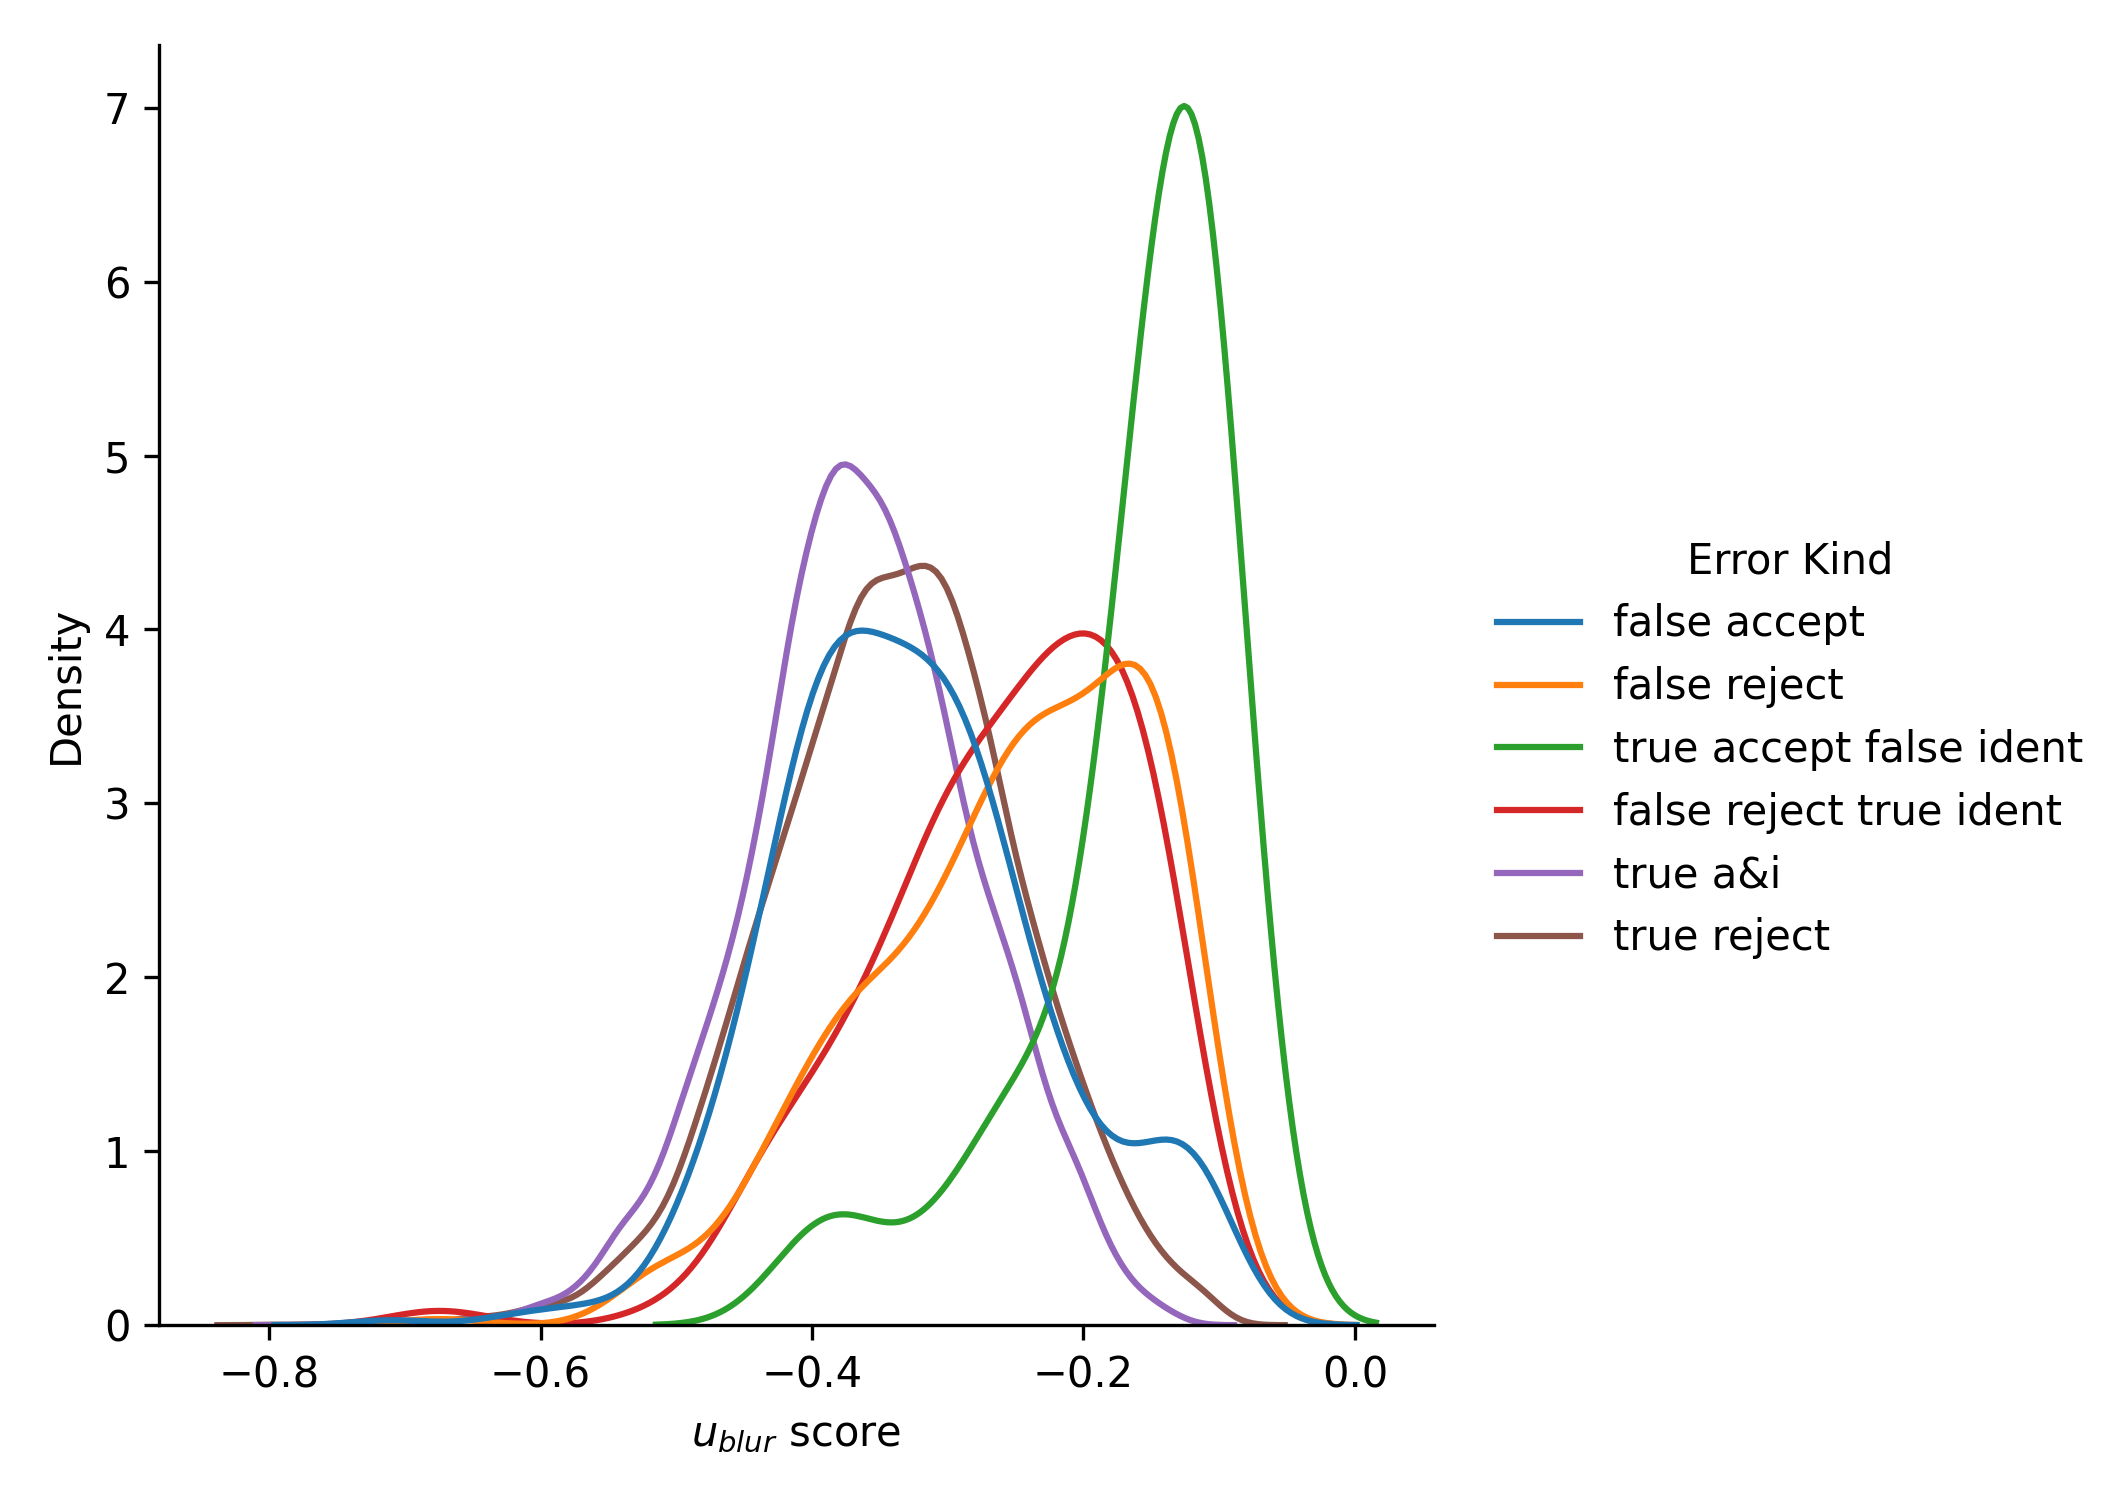 Density
7
6
5
4
3
2
1
0
−0.8 −0.6 −0.4 −0.2 0.0
u_blur score
Error Kind
false accept
false reject
true accept false ident
false reject true ident
true a&i
true reject